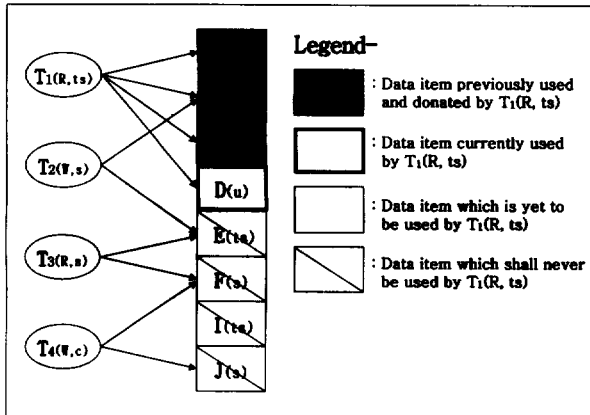 T1(R,ts)
T2(W,s)
T3(R,s)
T4(W,c)
D(u)
E(ts)
F(s)
I(ts)
J(s)
Legend-
: Data item previously used
and donated by T1(R, ts)
: Data item currently used
by T1(R, ts)
: Data item which is yet to
be used by T1(R, ts)
: Data item which shall never
be used by T1(R, ts)